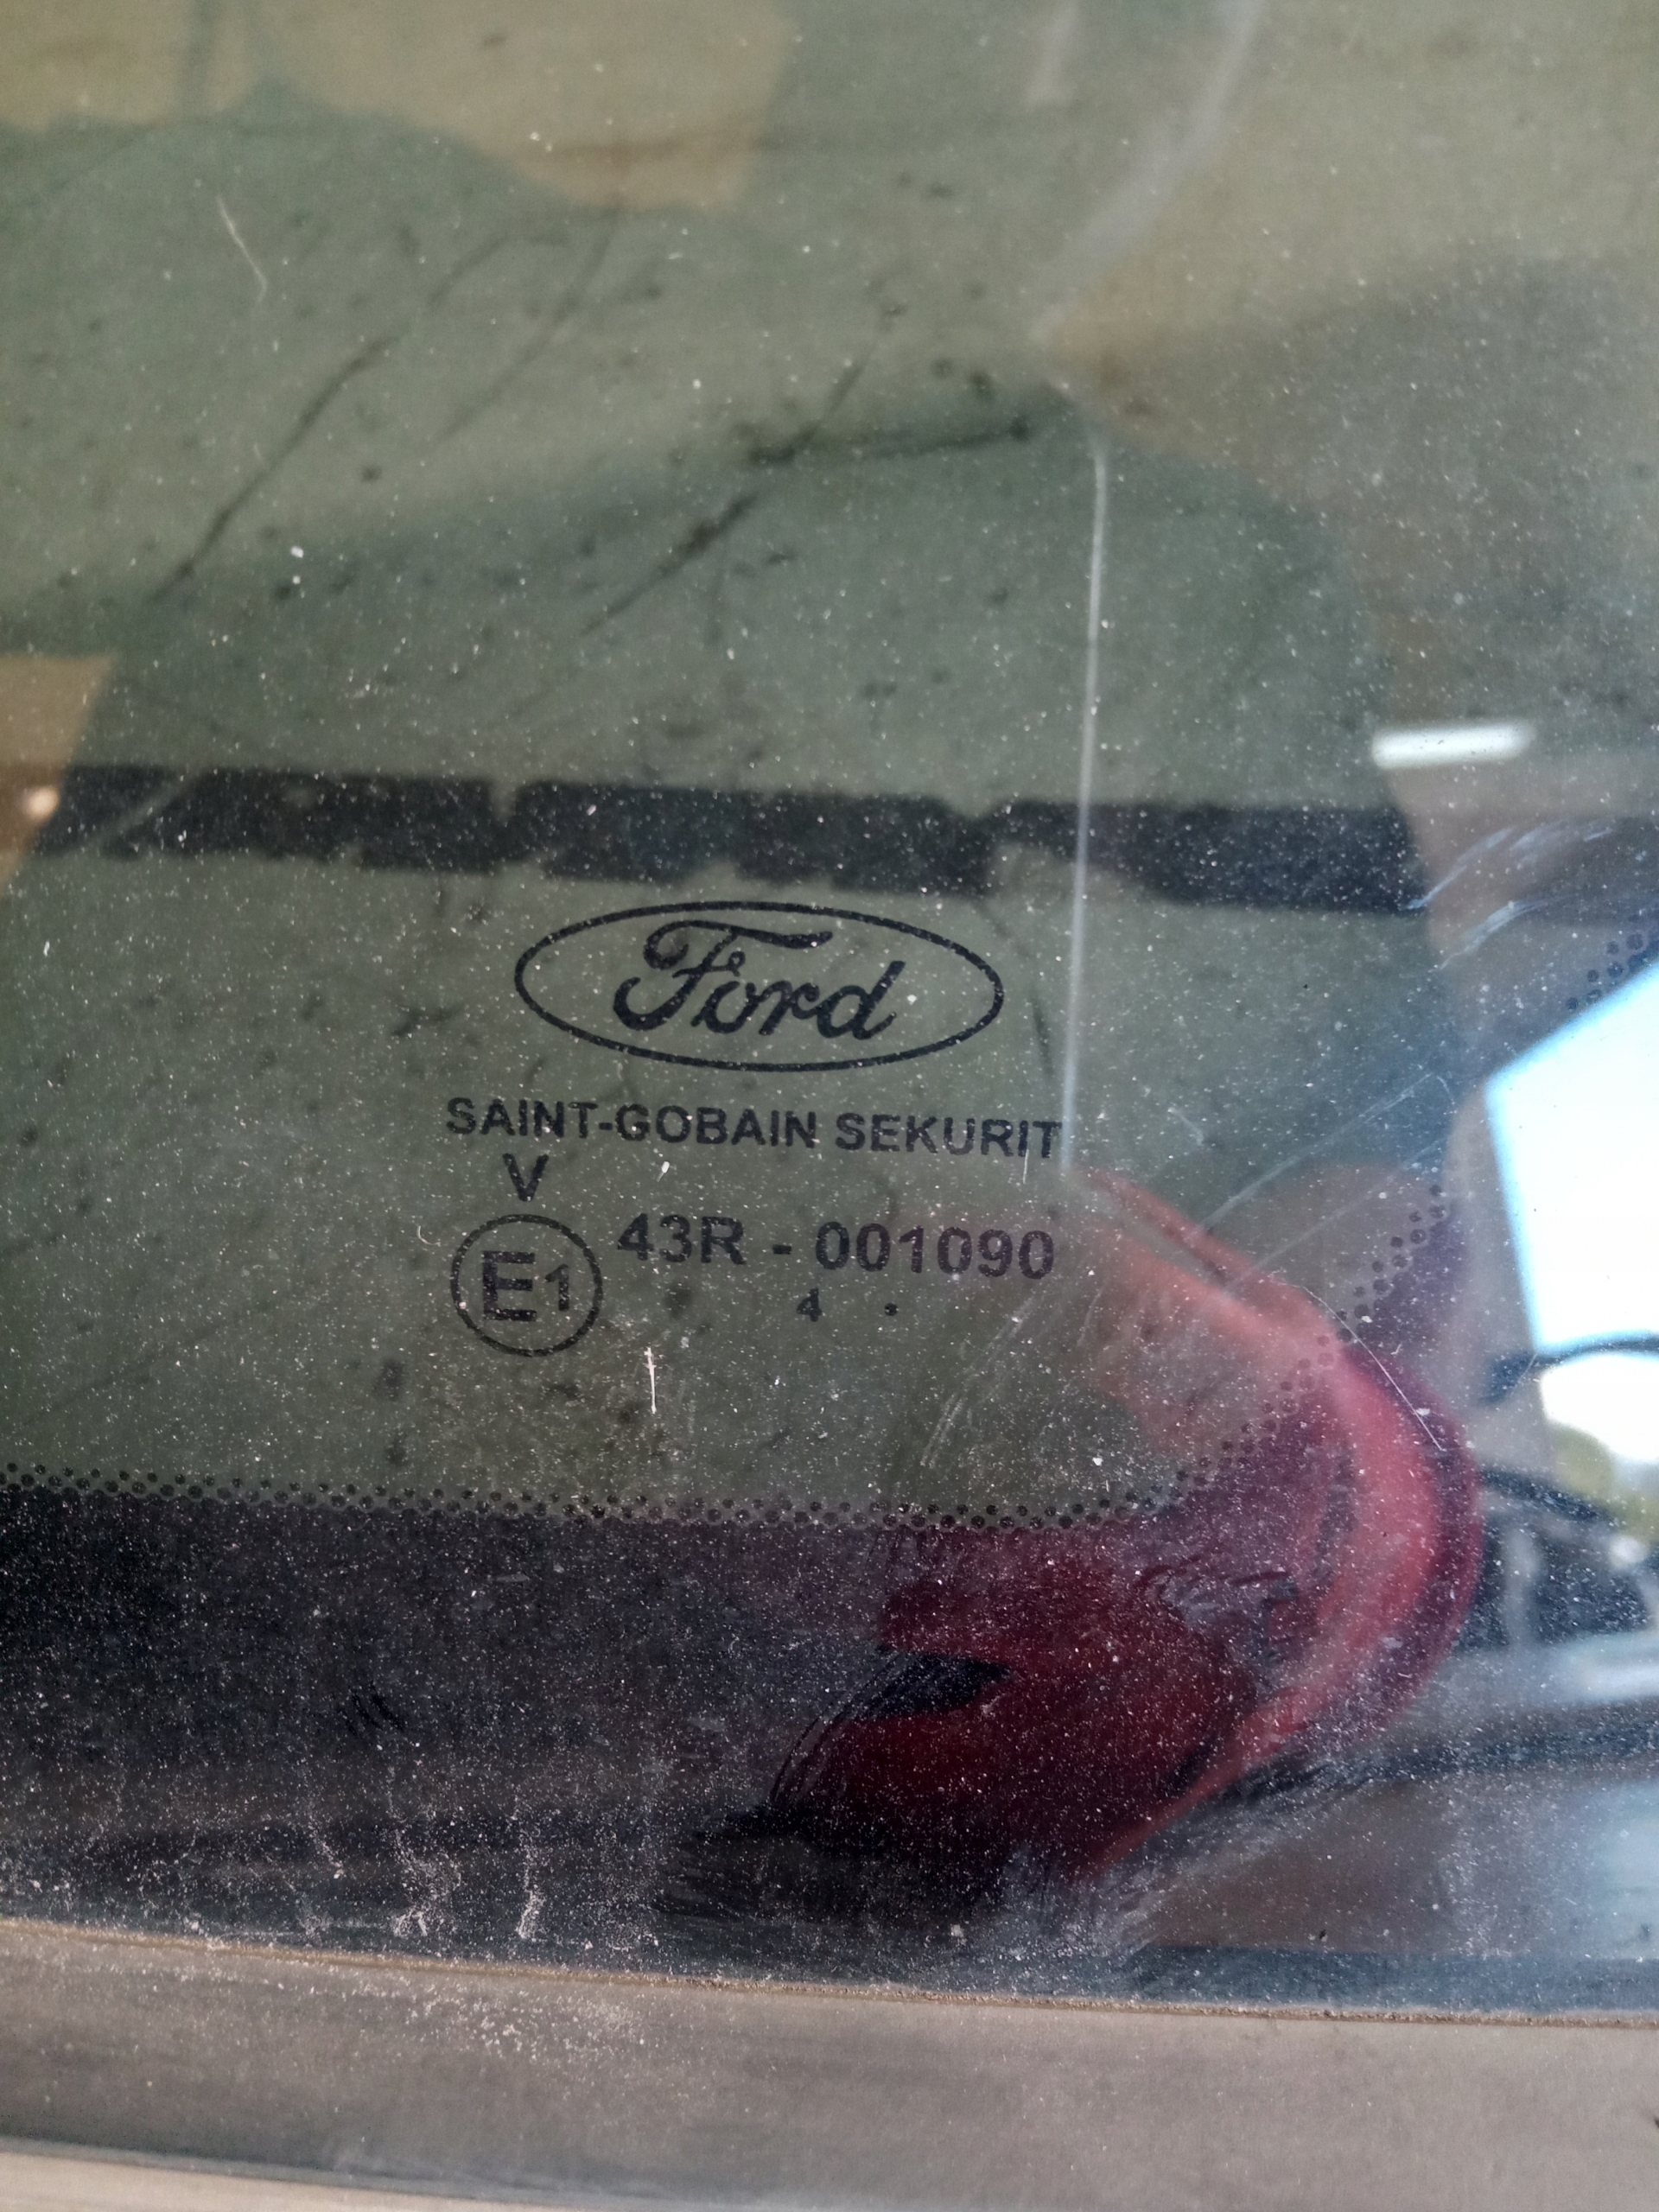 Ford
SAINT-GOBAIN SEKURIT
V
E1 43R - 001090
4 .